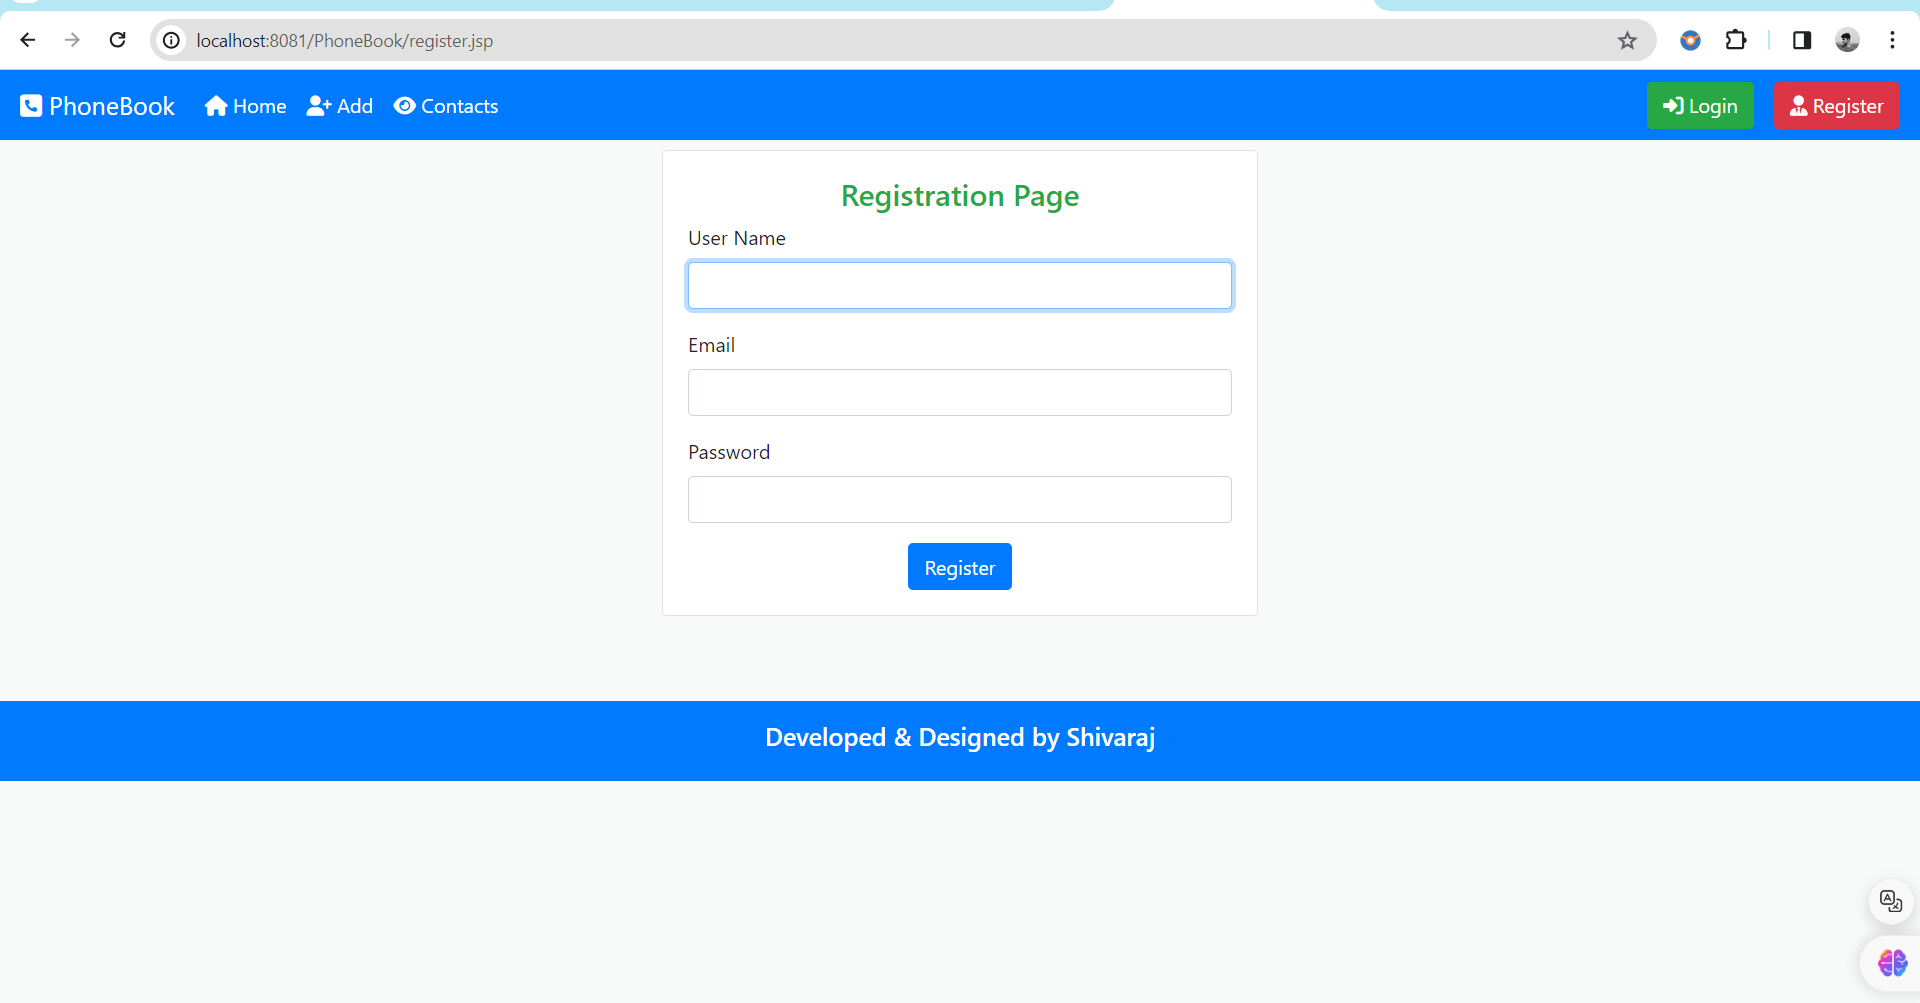 localhost:8081/PhoneBook/register.jsp
PhoneBook Home Add Contacts Login Register
Registration Page
User Name
Email
Password
Register
Developed & Designed by Shivaraj